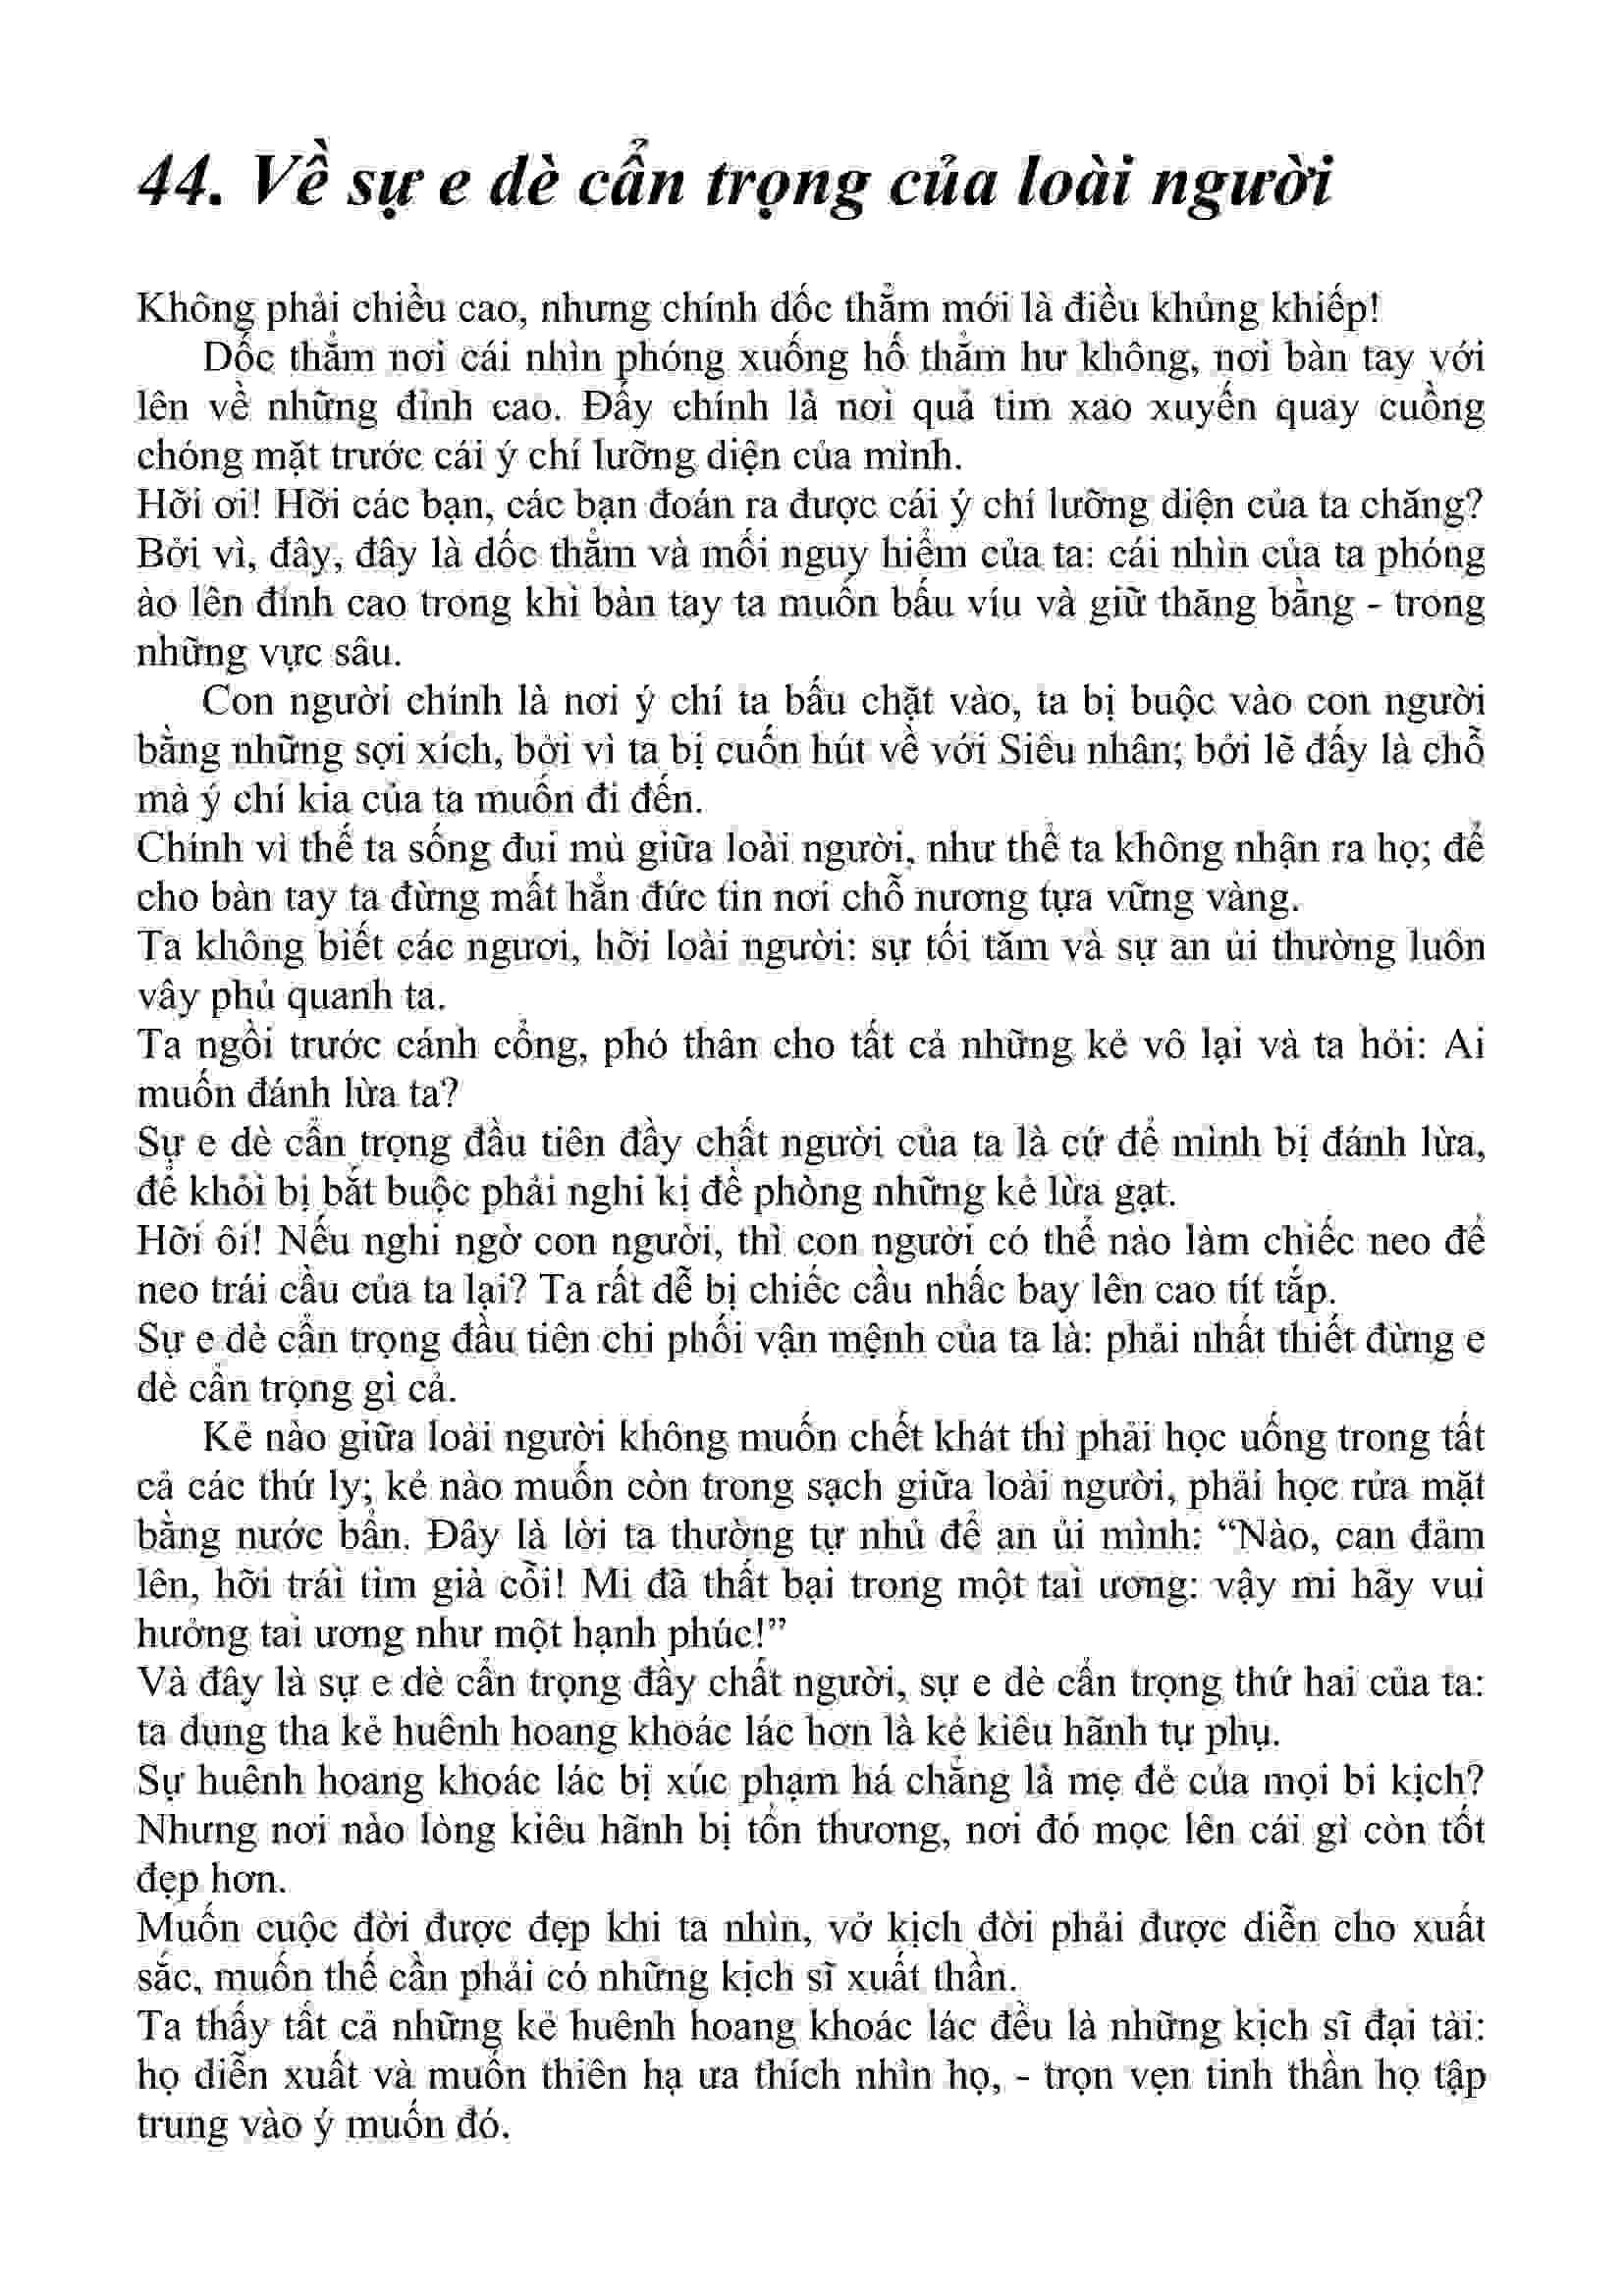 44. Về sự e dè cẩn trọng của loài người
Không phải chiều cao, nhưng chính dốc thẳm mới là điều khủng khiếp!
Dốc thẳm nơi cái nhìn phóng xuống hố thẳm hư không, nơi bàn tay với
lên về những đỉnh cao. Đấy chính là nơi quả tim xao xuyến quay cuồng
chóng mặt trước cái ý chí lưỡng diện của mình.
Hỡi ơi! Hỡi các bạn, các bạn đoán ra được cái ý chí lưỡng diện của ta chăng?
Bởi vì, đây, đây là dốc thẳm và mối nguy hiểm của ta: cái nhìn của ta phóng
ào lên đỉnh cao trong khi bàn tay ta muốn bấu víu và giữ thăng bằng - trong
những vực sâu.
Con người chính là nơi ý chí ta bấu chặt vào, ta bị buộc vào con người
bằng những sợi xích, bởi vì ta bị cuốn hút về với Siêu nhân; bởi lẽ đấy là chỗ
mà ý chí kia của ta muốn đi đến.
Chính vì thế ta sống đui mù giữa loài người, như thể ta không nhận ra họ; để
cho bàn tay ta đừng mất hẳn đức tin nơi chỗ nương tựa vững vàng.
Ta không biết các ngươi, hỡi loài người: sự tối tăm và sự an ủi thường luôn
vây phủ quanh ta.
Ta ngồi trước cánh cổng, phó thân cho tất cả những kẻ vô lại và ta hỏi: Ai
muốn đánh lừa ta?
Sự e dè cẩn trọng đầu tiên đầy chất người của ta là cứ để mình bị đánh lừa,
để khỏi bị bắt buộc phải nghi kị đề phòng những kẻ lừa gạt.
Hỡi ôi! Nếu nghi ngờ con người, thì con người có thể nào làm chiếc neo để
neo trái cầu của ta lại? Ta rất dễ bị chiếc cầu nhấc bay lên cao tít tắp.
Sự e dè cẩn trọng đầu tiên chi phối vận mệnh của ta là: phải nhất thiết đừng e
dè cẩn trọng gì cả.
Kẻ nào giữa loài người không muốn chết khát thì phải học uống trong tất
cả các thứ ly; kẻ nào muốn còn trong sạch giữa loài người, phải học rửa mặt
bằng nước bẩn. Đây là lời ta thường tự nhủ để an ủi mình: “Nào, can đảm
lên, hỡi trái tim già cỗi! Mi đã thất bại trong một tai ương: vậy mi hãy vui
hưởng tai ương như một hạnh phúc!”
Và đây là sự e dè cẩn trọng đầy chất người, sự e dè cẩn trọng thứ hai của ta:
ta dung tha kẻ huênh hoang khoác lác hơn là kẻ kiêu hãnh tự phụ.
Sự huênh hoang khoác lác bị xúc phạm há chẳng là mẹ đẻ của mọi bi kịch?
Nhưng nơi nào lòng kiêu hãnh bị tổn thương, nơi đó mọc lên cái gì còn tốt
đẹp hơn.
Muốn cuộc đời được đẹp khi ta nhìn, vở kịch đời phải được diễn cho xuất
sắc, muốn thế cần phải có những kịch sĩ xuất thần.
Ta thấy tất cả những kẻ huênh hoang khoác lác đều là những kịch sĩ đại tài:
họ diễn xuất và muốn thiên hạ ưa thích nhìn họ, - trọn vẹn tinh thần họ tập
trung vào ý muốn đó.